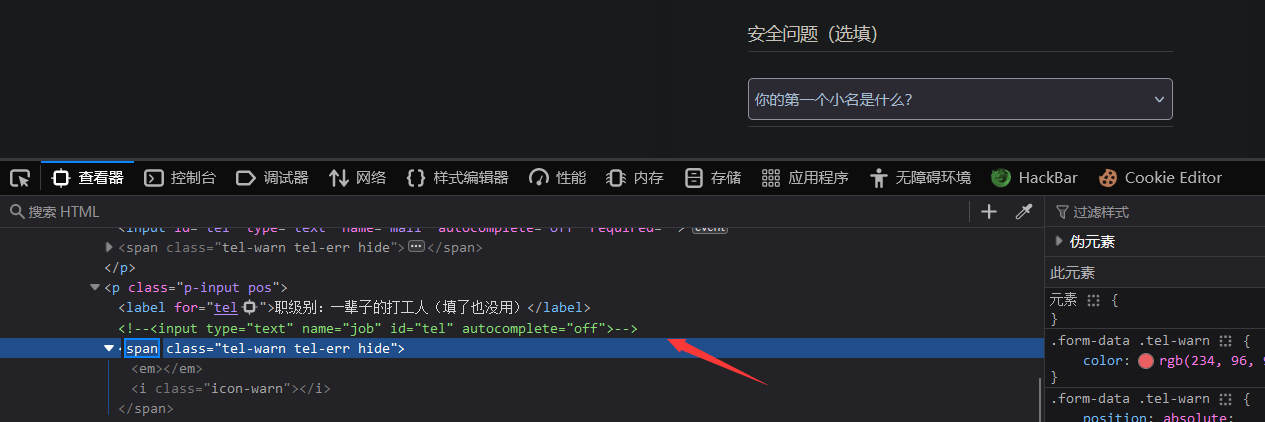 安全问题（选填）
你的第一个小名是什么？
查看器 控制台 调试器 网络 样式编辑器 性能 内存 存储 应用程序 无障碍环境 HackBar Cookie Editor
搜索 HTML
过滤样式
<input id="tel" type="text" name="mail" autocomplete="off" required=""> event
<span class="tel-warn tel-err hide"> </span>
</p>
<p class="p-input pos">
<label for="tel">职级别：一辈子的打工人（填了也没用）</label>
<!--<input type="text" name="job" id="tel" autocomplete="off">-->
<span class="tel-warn tel-err hide">
<em></em>
<i class="icon-warn"></i>
</span>
伪元素
此元素
元素 {
}
.form-data .tel-warn {
color: rgb(234, 96,
}
.form-data .tel-warn {
position: absolute;